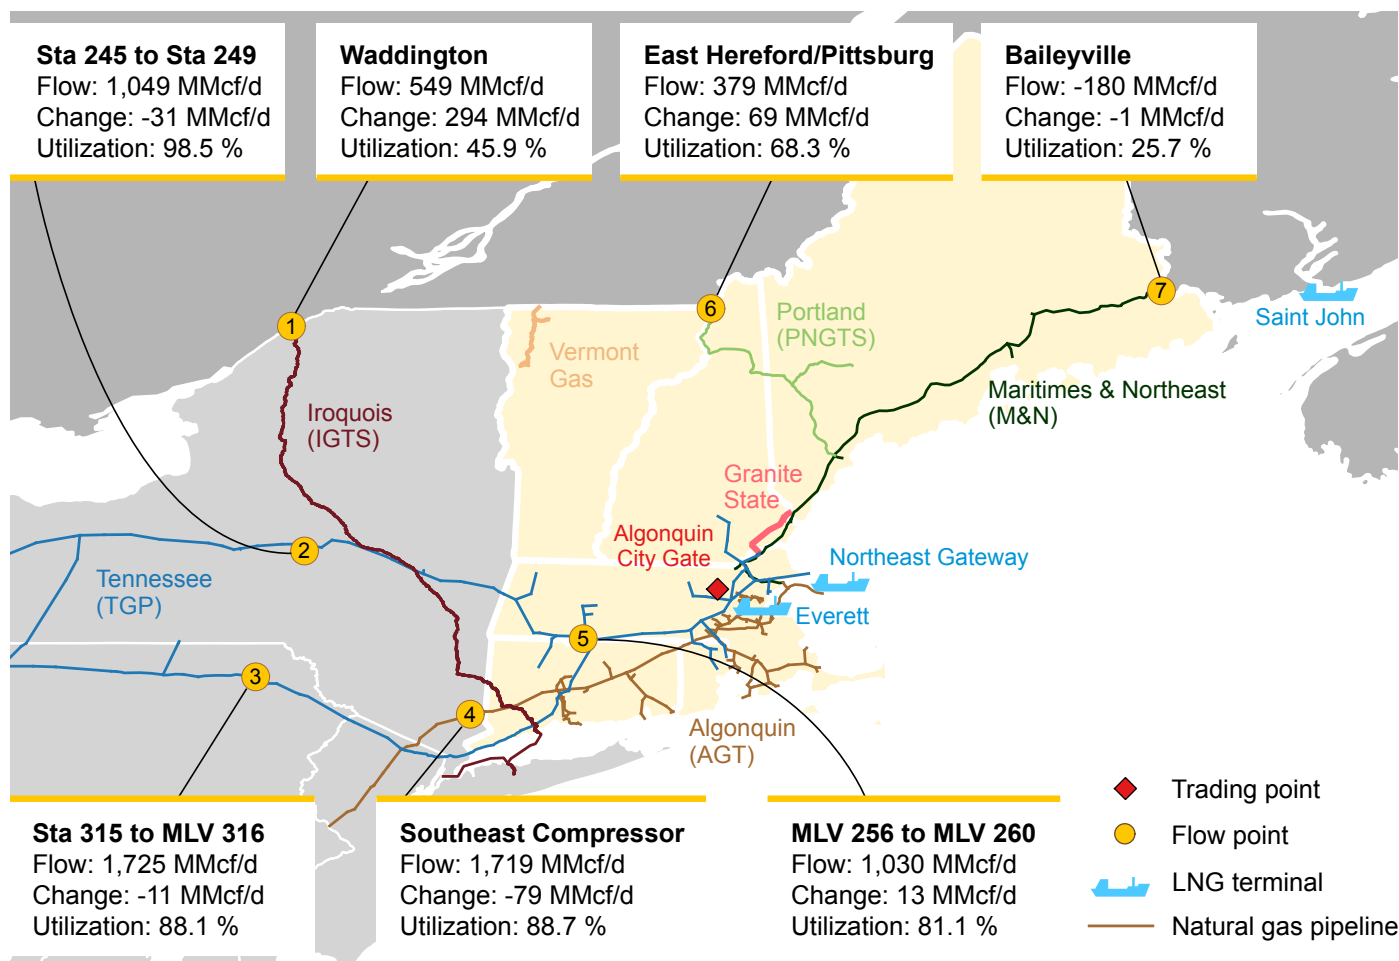 Sta 245 to Sta 249
Flow: 1,049 MMcf/d
Change: -31 MMcf/d
Utilization: 98.5 %
Waddington
Flow: 549 MMcf/d
Change: 294 MMcf/d
Utilization: 45.9 %
East Hereford/Pittsburg
Flow: 379 MMcf/d
Change: 69 MMcf/d
Utilization: 68.3 %
Baileyville
Flow: -180 MMcf/d
Change: -1 MMcf/d
Utilization: 25.7 %
7
6
1
Saint John
Portland
(PNGTS)
Vermont
Gas
Maritimes & Northeast
(M&N)
Iroquois
(IGTS)
Granite
State
Algonquin
City Gate
2
Northeast Gateway
Tennessee
(TGP)
Everett
5
3
4
Algonquin
(AGT)
Sta 315 to MLV 316
Flow: 1,725 MMcf/d
Change: -11 MMcf/d
Utilization: 88.1 %
Southeast Compressor
Flow: 1,719 MMcf/d
Change: -79 MMcf/d
Utilization: 88.7 %
MLV 256 to MLV 260
Flow: 1,030 MMcf/d
Change: 13 MMcf/d
Utilization: 81.1 %
Trading point
Flow point
LNG terminal
Natural gas pipeline